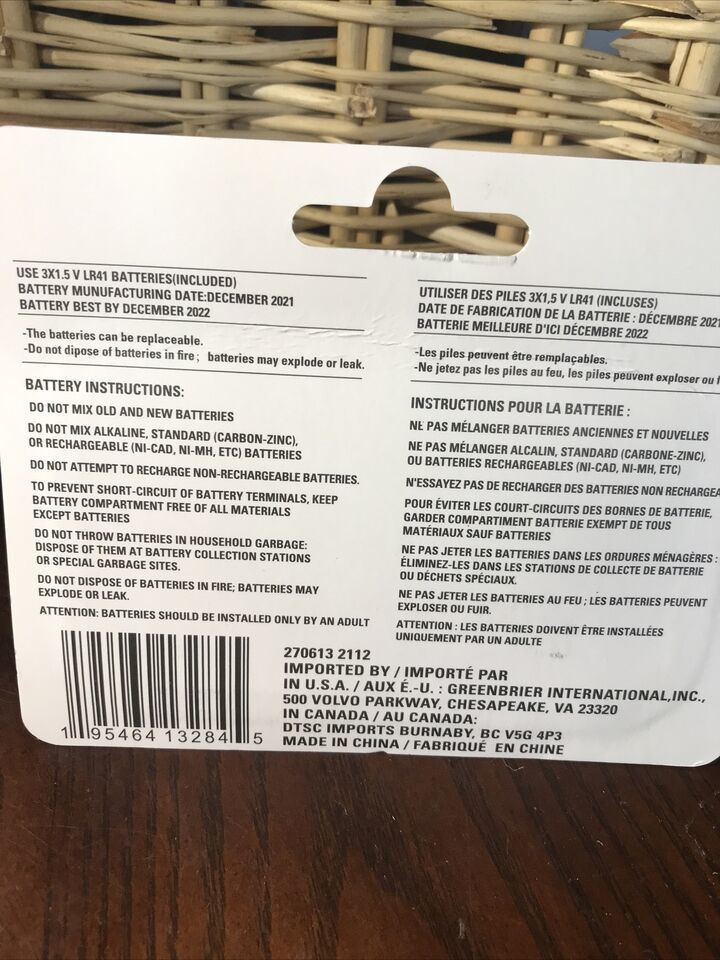 USE 3X1.5 V LR41 BATTERIES(INCLUDED)
BATTERY MUNUFACTURING DATE:DECEMBER 2021
BATTERY BEST BY DECEMBER 2022
-The batteries can be replaceable.
-Do not dipose of batteries in fire; batteries may explode or leak.
BATTERY INSTRUCTIONS:
DO NOT MIX OLD AND NEW BATTERIES
DO NOT MIX ALKALINE, STANDARD (CARBON-ZINC),
OR RECHARGEABLE (NI-CAD, NI-MH, ETC) BATTERIES
DO NOT ATTEMPT TO RECHARGE NON-RECHARGEABLE BATTERIES.
TO PREVENT SHORT-CIRCUIT OF BATTERY TERMINALS, KEEP
BATTERY COMPARTMENT FREE OF ALL MATERIALS
EXCEPT BATTERIES
DO NOT THROW BATTERIES IN HOUSEHOLD GARBAGE:
DISPOSE OF THEM AT BATTERY COLLECTION STATIONS
OR SPECIAL GARBAGE SITES.
DO NOT DISPOSE OF BATTERIES IN FIRE; BATTERIES MAY
EXPLODE OR LEAK.
ATTENTION: BATTERIES SHOULD BE INSTALLED ONLY BY AN ADULT
UTILISER DES PILES 3X1,5 V LR41 (INCLUSES)
DATE DE FABRICATION DE LA BATTERIE : DÉCEMBRE 2021
BATTERIE MEILLEURE D'ICI DÉCEMBRE 2022
-Les piles peuvent être remplaçables.
-Ne jetez pas les piles au feu, les piles peuvent exploser ou f
INSTRUCTIONS POUR LA BATTERIE :
NE PAS MÉLANGER BATTERIES ANCIENNES ET NOUVELLES
NE PAS MÉLANGER ALCALIN, STANDARD (CARBONE-ZINC),
OU BATTERIES RECHARGEABLES (NI-CAD, NI-MH, ETC)
N'ESSAYEZ PAS DE RECHARGER DES BATTERIES NON RECHARGEA
POUR ÉVITER LES COURT-CIRCUITS DES BORNES DE BATTERIE,
GARDER COMPARTIMENT BATTERIE EXEMPT DE TOUS
MATÉRIAUX SAUF BATTERIES
NE PAS JETER LES BATTERIES DANS LES ORDURES MÉNAGÈRES :
ÉLIMINEZ-LES DANS LES STATIONS DE COLLECTE DE BATTERIE
OU DÉCHETS SPÉCIAUX.
NE PAS JETER LES BATTERIES AU FEU ; LES BATTERIES PEUVENT
EXPLOSER OU FUIR.
ATTENTION : LES BATTERIES DOIVENT ÊTRE INSTALLÉES
UNIQUEMENT PAR UN ADULTE
1 95464 13284 5
270613 2112
IMPORTED BY / IMPORTÉ PAR
IN U.S.A. / AUX É.-U. : GREENBRIER INTERNATIONAL,INC.,
500 VOLVO PARKWAY, CHESAPEAKE, VA 23320
IN CANADA / AU CANADA:
DTSC IMPORTS BURNABY, BC V5G 4P3
MADE IN CHINA / FABRIQUÉ EN CHINE